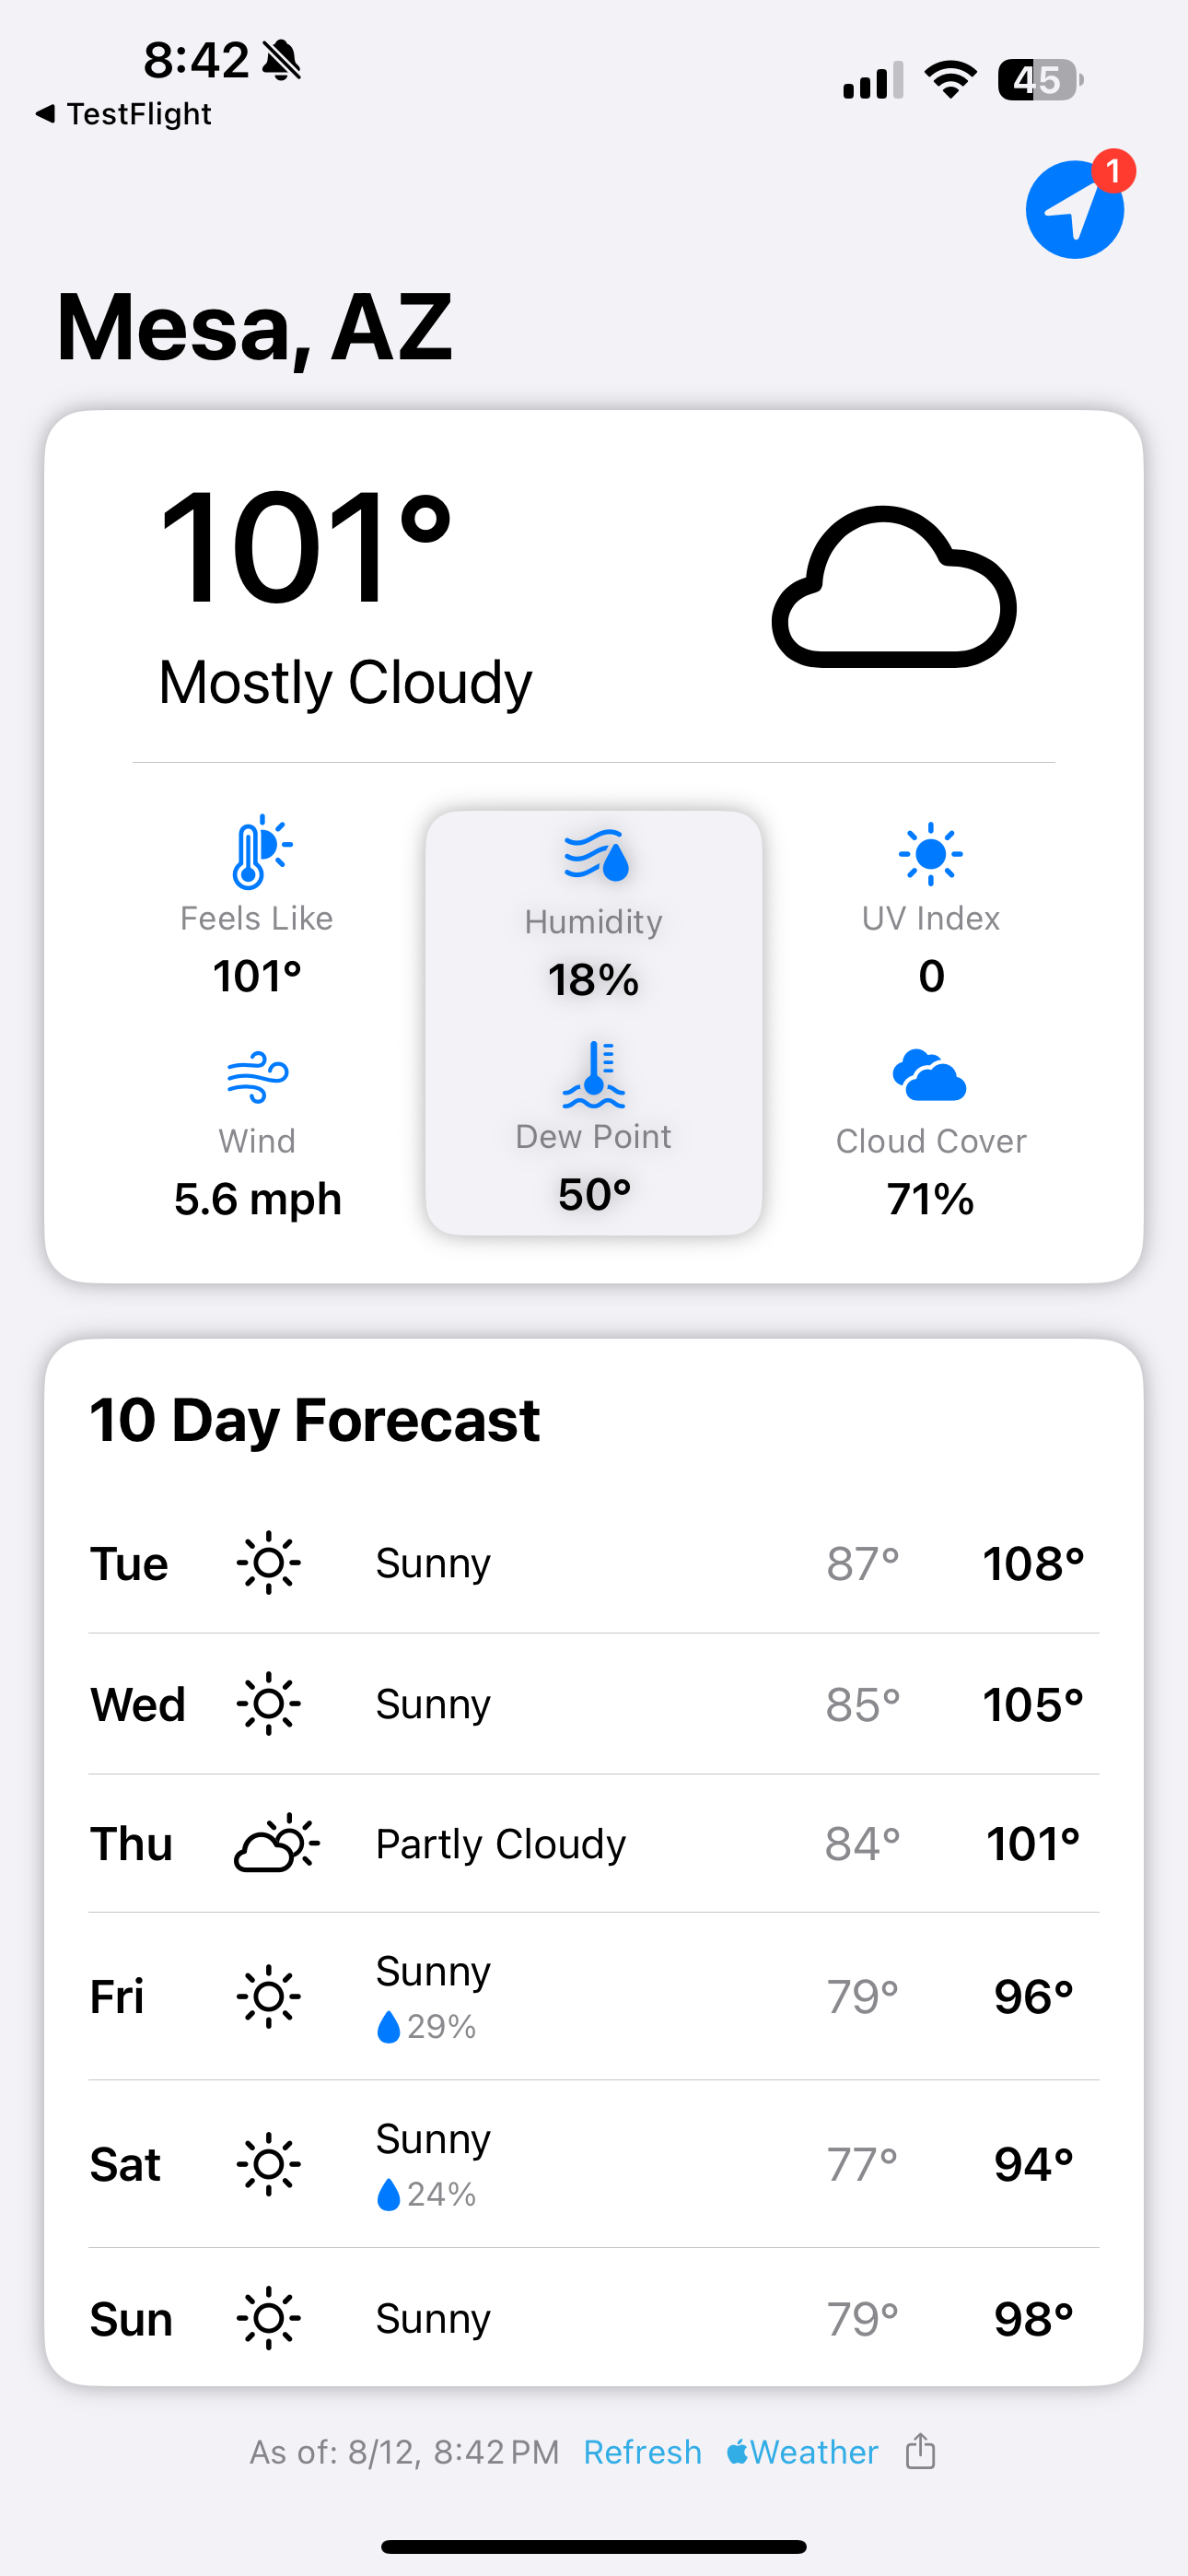 8:42
45
◀ TestFlight
1
Mesa, AZ
101°
Mostly Cloudy
Feels Like
101°
Humidity
18%
UV Index
0
Wind
5.6 mph
Dew Point
50°
Cloud Cover
71%
10 Day Forecast
Tue Sunny 87° 108°
Wed Sunny 85° 105°
Thu Partly Cloudy 84° 101°
Fri Sunny 79° 96°
29%
Sat Sunny 77° 94°
24%
Sun Sunny 79° 98°
As of: 8/12, 8:42 PM Refresh Weather